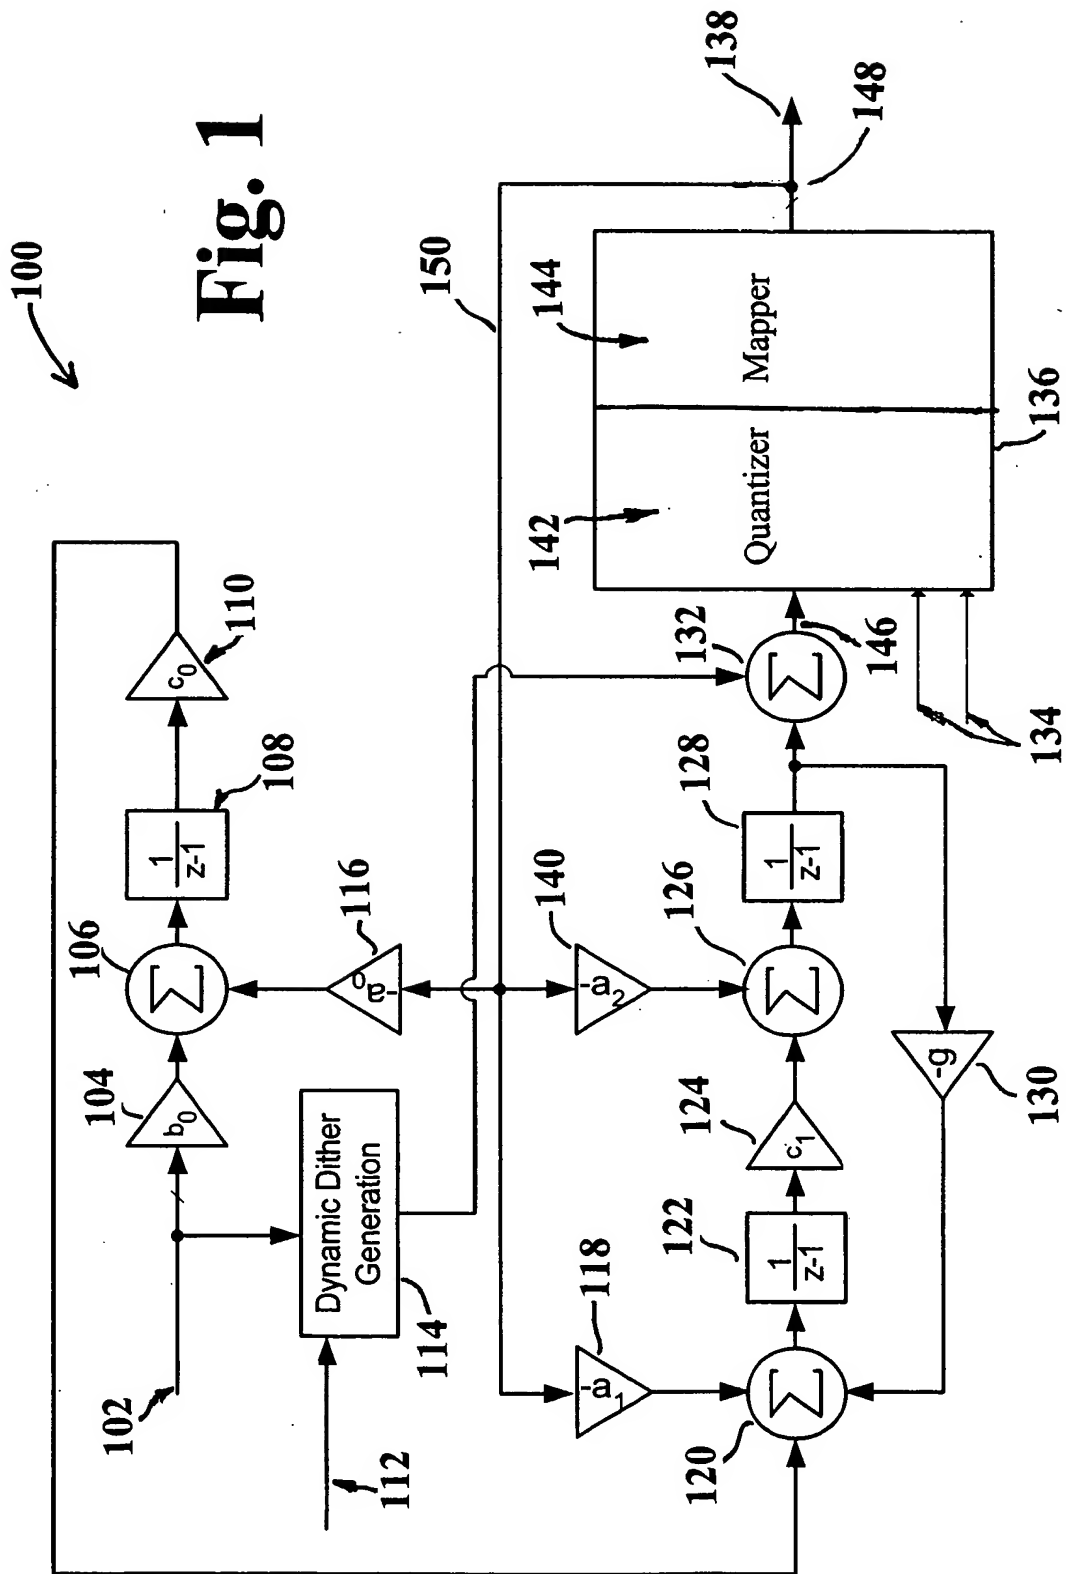 Fig. 1
100
102
104
b0
106
Σ
108
1
z-1
110
c0
112
114
Dynamic Dither
Generation
116
-a0
150
118
-a1
140
-a2
120
Σ
122
1
z-1
124
c1
126
Σ
128
1
z-1
130
-g
132
Σ
146
134
142
Quantizer
144
Mapper
136
148
138